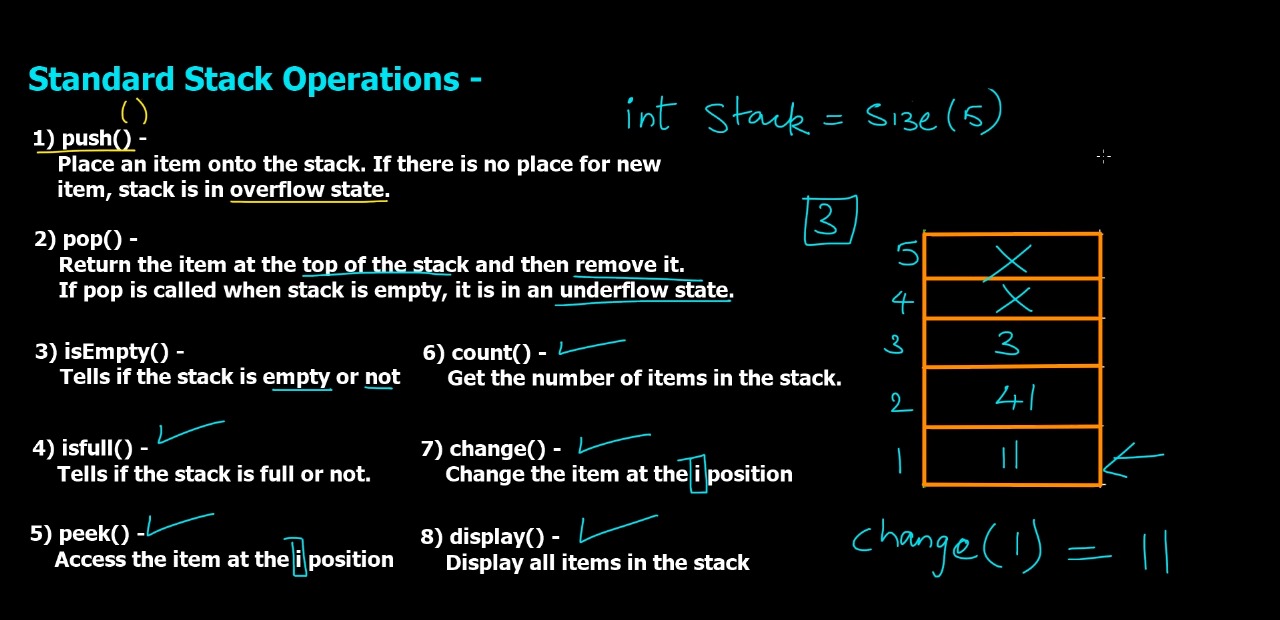 Standard Stack Operations -
()
1) push() -
Place an item onto the stack. If there is no place for new
item, stack is in overflow state.
2) pop() -
Return the item at the top of the stack and then remove it.
If pop is called when stack is empty, it is in an underflow state.
3) isEmpty() -
Tells if the stack is empty or not
4) isfull() -
Tells if the stack is full or not.
5) peek() -
Access the item at the i position
6) count() -
Get the number of items in the stack.
7) change() -
Change the item at the i position
8) display() -
Display all items in the stack
int Stack = Size(5)
3
5 X
4 X
3 3
2 41
1 11
change(1) = 11